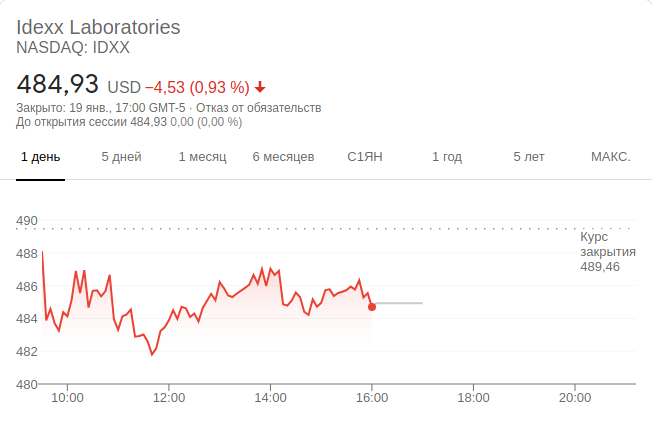 Idexx Laboratories
NASDAQ: IDXX
484,93 USD −4,53 (0,93 %)
Закрыто: 19 янв., 17:00 GMT-5 · Отказ от обязательств
До открытия сессии 484,93 0,00 (0,00 %)
1 день 5 дней 1 месяц 6 месяцев С1ЯН 1 год 5 лет МАКС.
490
Курс
закрытия
489,46
488
486
484
482
480
10:00 12:00 14:00 16:00 18:00 20:00